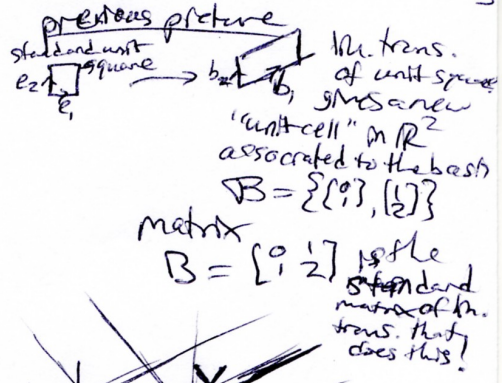 previous picture
standard unit
square
e₂ e₁
b₂ b₁
lin. trans.
of unit square
gives a new
"unit cell" in ℝ²
associated to the basis
B = {[0 1], [1 2]}
matrix
B = [0 1 1 2] is the
standard
matrix of lin.
trans. that
does this!